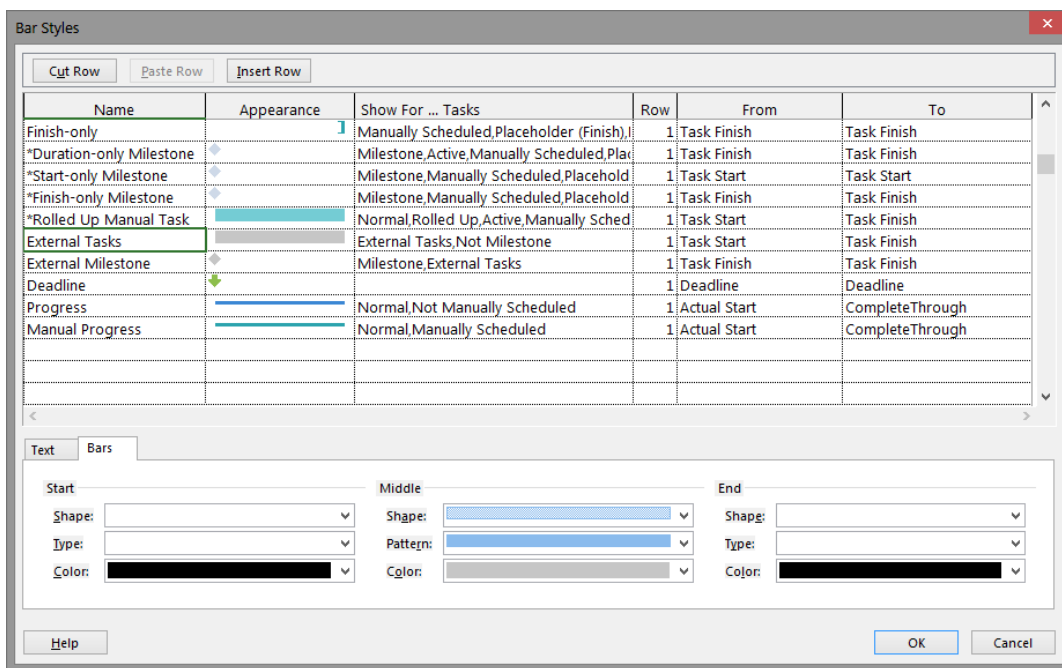 Bar Styles
Cut Row Paste Row Insert Row
Name Appearance Show For ... Tasks Row From To
Finish-only Manually Scheduled,Placeholder (Finish),I 1 Task Finish Task Finish
*Duration-only Milestone Milestone,Active,Manually Scheduled,Plac 1 Task Finish Task Finish
*Start-only Milestone Milestone,Manually Scheduled,Placehold 1 Task Start Task Start
*Finish-only Milestone Milestone,Manually Scheduled,Placehold 1 Task Finish Task Finish
*Rolled Up Manual Task Normal,Rolled Up,Active,Manually Sched 1 Task Start Task Finish
External Tasks External Tasks,Not Milestone 1 Task Start Task Finish
External Milestone Milestone,External Tasks 1 Task Finish Task Finish
Deadline 1 Deadline Deadline
Progress Normal,Not Manually Scheduled 1 Actual Start CompleteThrough
Manual Progress Normal,Manually Scheduled 1 Actual Start CompleteThrough
Text Bars
Start Middle End
Shape: Shape: Shape:
Type: Pattern: Type:
Color: Color: Color:
Help OK Cancel